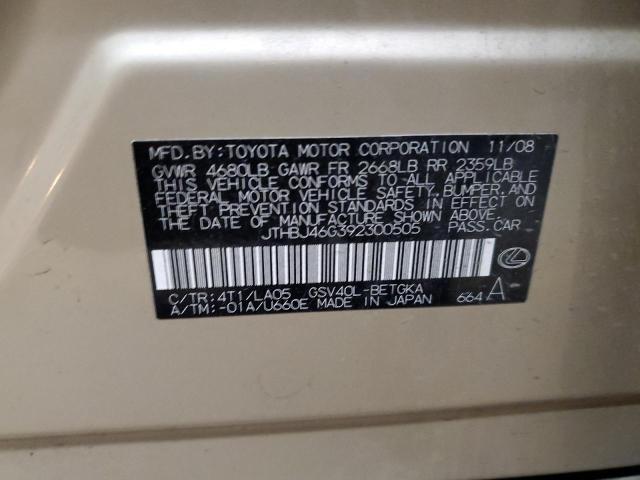 MFD. BY: TOYOTA MOTOR CORPORATION 11/08
GVWR 4680LB GAWR FR 2668LB RR 2359LB
THIS VEHICLE CONFORMS TO ALL APPLICABLE
FEDERAL MOTOR VEHICLE SAFETY, BUMPER, AND
THEFT PREVENTION STANDARDS IN EFFECT ON
THE DATE OF MANUFACTURE SHOWN ABOVE.
JTHBJ46G392300505 PASS.CAR
C/TR:4T1/LA05 GSV40L-BETGKA
A/TM:-01A/U660E MADE IN JAPAN 664 A